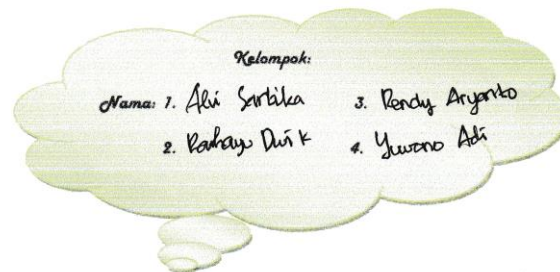 Kelompok:
Nama: 1. Alvi Sartika 3. Rendy Aryanto
2. Rahayu Dwi K 4. Yuwono Adi